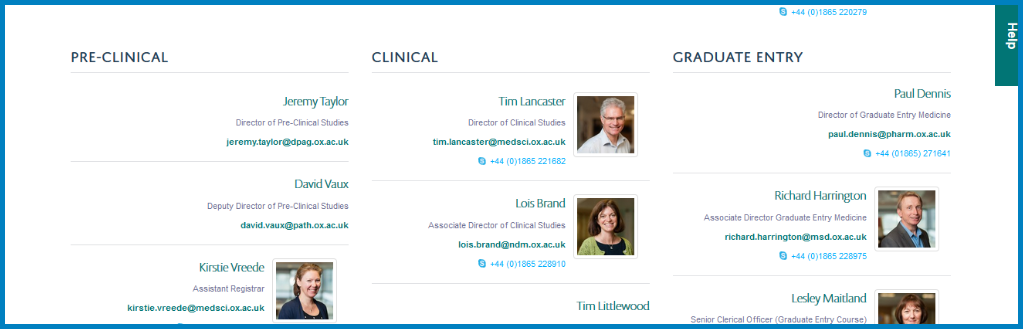 +44 (0)1865 220279
Help
PRE-CLINICAL
Jeremy Taylor
Director of Pre-Clinical Studies
jeremy.taylor@dpag.ox.ac.uk
David Vaux
Deputy Director of Pre-Clinical Studies
david.vaux@path.ox.ac.uk
Kirstie Vreede
Assistant Registrar
kirstie.vreede@medsci.ox.ac.uk
CLINICAL
Tim Lancaster
Director of Clinical Studies
tim.lancaster@medsci.ox.ac.uk
+44 (0)1865 221682
Lois Brand
Associate Director of Clinical Studies
lois.brand@ndm.ox.ac.uk
+44 (0)1865 228910
Tim Littlewood
GRADUATE ENTRY
Paul Dennis
Director of Graduate Entry Medicine
paul.dennis@pharm.ox.ac.uk
+44 (01865) 271641
Richard Harrington
Associate Director Graduate Entry Medicine
richard.harrington@msd.ox.ac.uk
+44 (0)1865 228975
Lesley Maitland
Senior Clerical Officer (Graduate Entry Course)